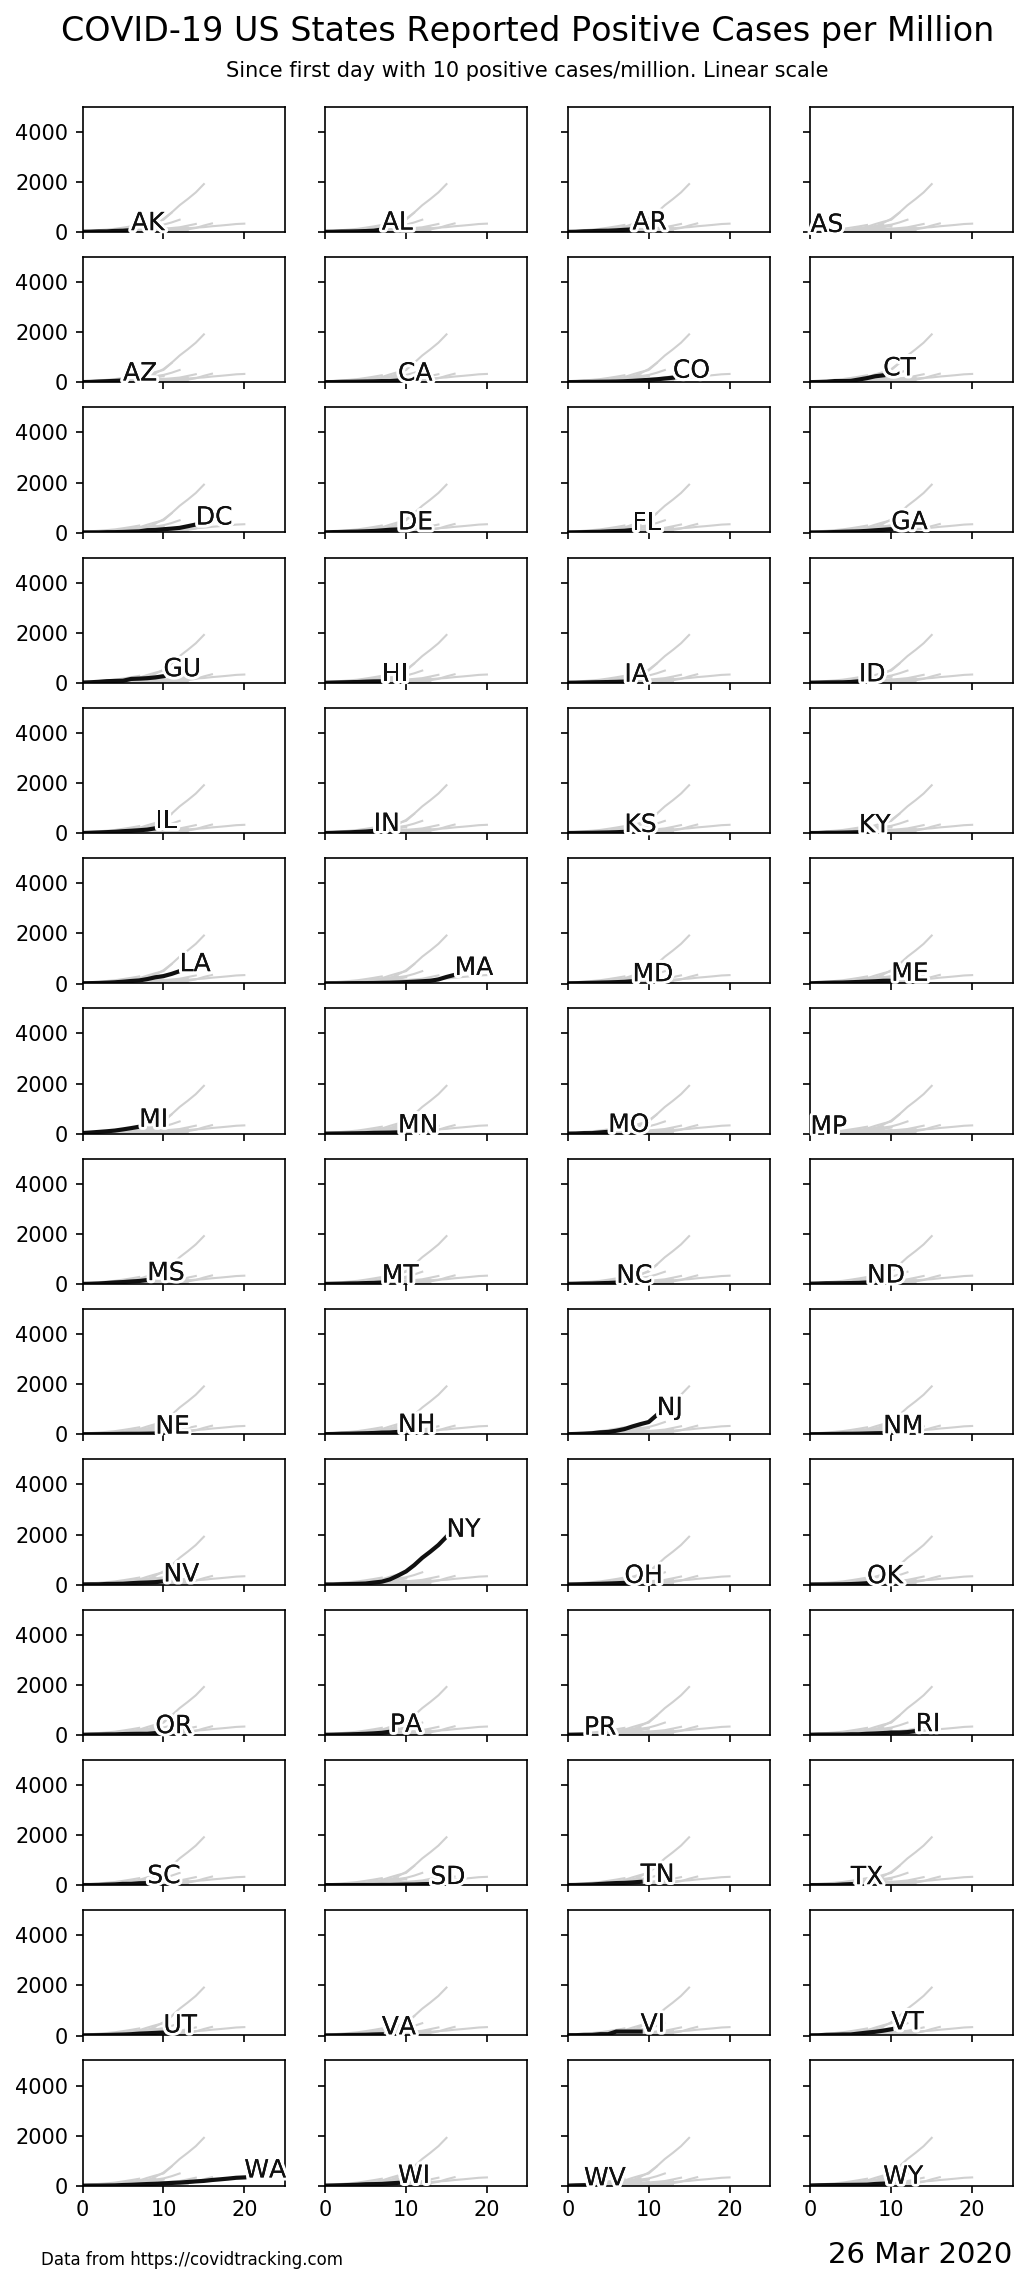 COVID-19 US States Reported Positive Cases per Million
Since first day with 10 positive cases/million. Linear scale
4000
2000
0
AK
AL
AR
AS
4000
2000
0
AZ
CA
CO
CT
4000
2000
0
DC
DE
FL
GA
4000
2000
0
GU
HI
IA
ID
4000
2000
0
IL
IN
KS
KY
4000
2000
0
LA
MA
MD
ME
4000
2000
0
MI
MN
MO
MP
4000
2000
0
MS
MT
NC
ND
4000
2000
0
NE
NH
NJ
NM
4000
2000
0
NV
NY
OH
OK
4000
2000
0
OR
PA
PR
RI
4000
2000
0
SC
SD
TN
TX
4000
2000
0
UT
VA
VI
VT
4000
2000
0
WA
WI
WV
WY
0 10 20 0 10 20 0 10 20 0 10 20
Data from https://covidtracking.com
26 Mar 2020